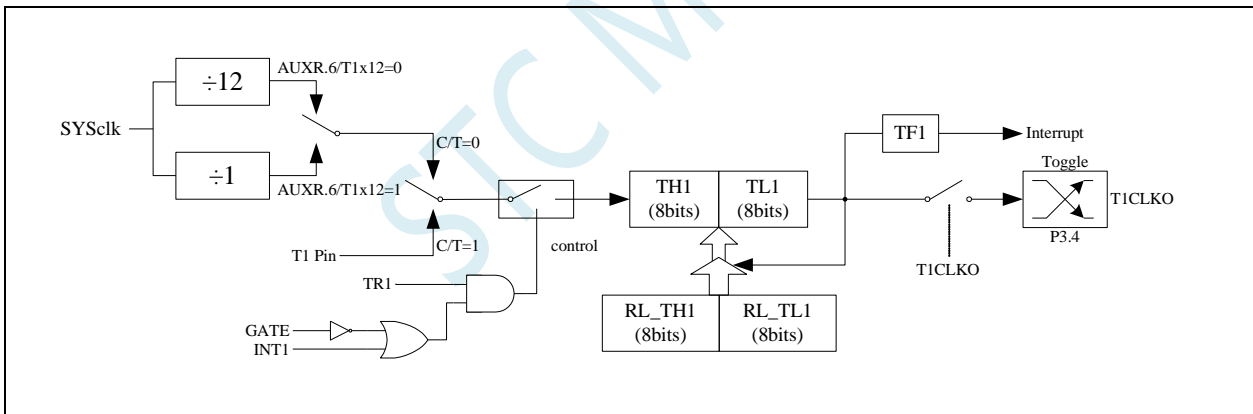 STC M
÷12
AUXR.6/T1x12=0
SYSclk
÷1
AUXR.6/T1x12=1
C/T=0
C/T=1
T1 Pin
control
TR1
GATE
INT1
TH1
(8bits)
TL1
(8bits)
RL_TH1
(8bits)
RL_TL1
(8bits)
TF1
Interrupt
Toggle
T1CLKO
P3.4
T1CLKO